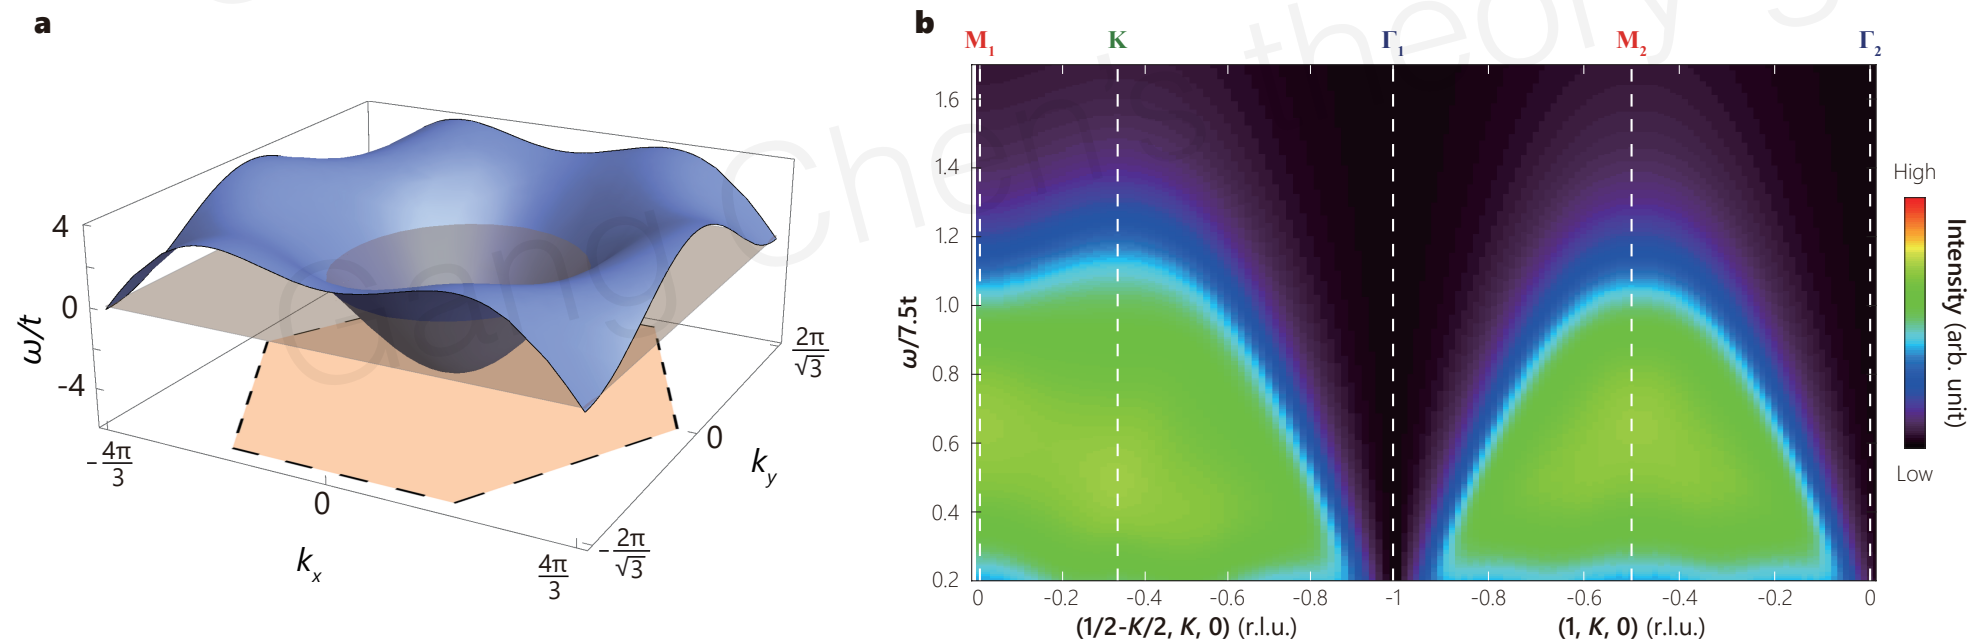 a
4
0
-4
ω/t
-4π/3
0
4π/3
kx
-2π/√3
0
2π/√3
ky
b
M1 K Γ1 M2 Γ2
1.6
1.4
1.2
1.0
0.8
0.6
0.4
0.2
ω/7.5t
0 -0.2 -0.4 -0.6 -0.8 -1 -0.8 -0.6 -0.4 -0.2 0
(1/2-K/2, K, 0) (r.l.u.) (1, K, 0) (r.l.u.)
High
Low
Intensity (arb. unit)
Gang Chen's theory g